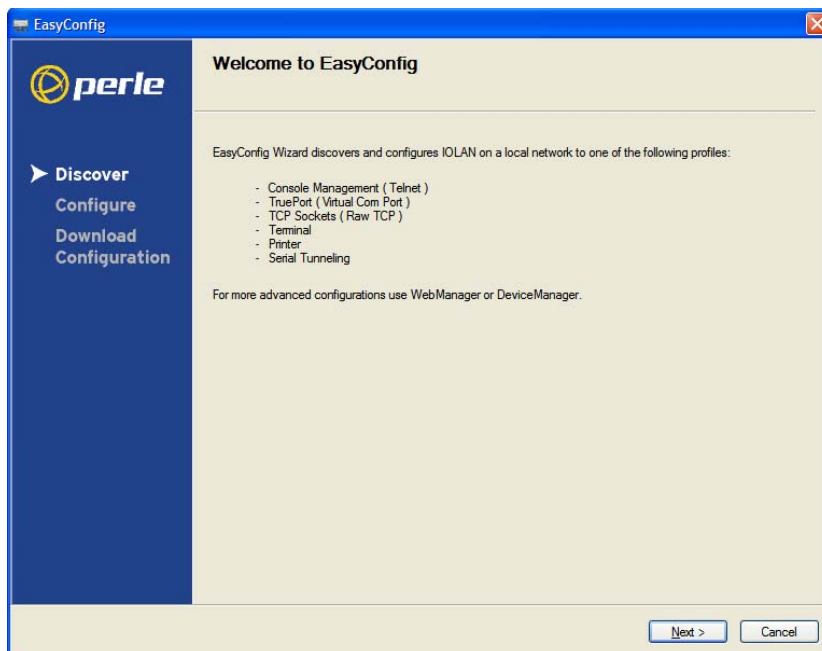 EasyConfig
perle
Discover
Configure
Download
Configuration
Welcome to EasyConfig
EasyConfig Wizard discovers and configures IOLAN on a local network to one of the following profiles:
- Console Management ( Telnet )
- TruePort ( Virtual Com Port )
- TCP Sockets ( Raw TCP )
- Terminal
- Printer
- Serial Tunneling
For more advanced configurations use WebManager or DeviceManager.
Next >
Cancel